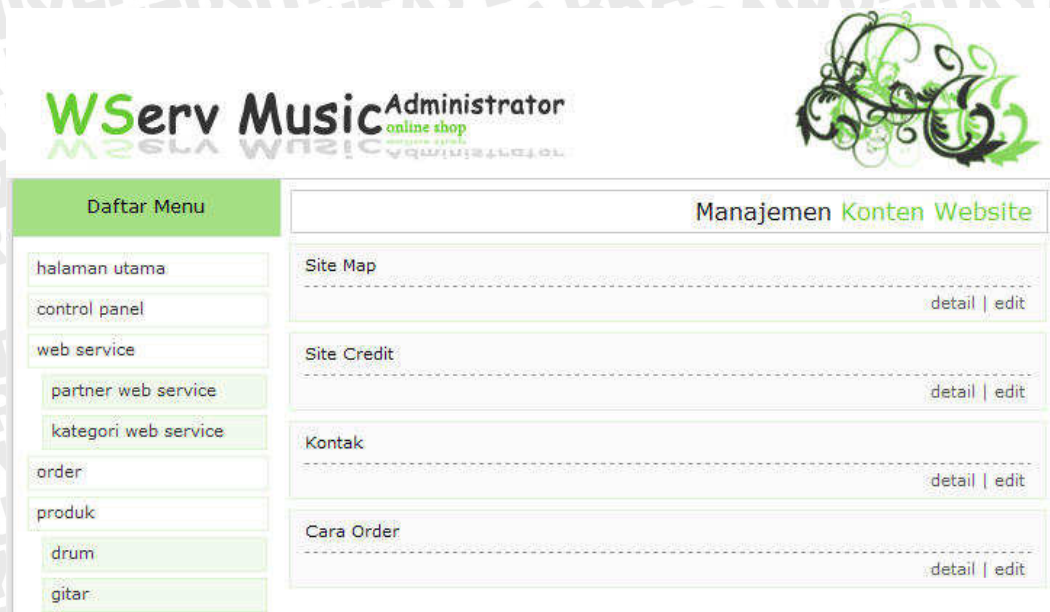 WServ Music Administrator
online shop
Daftar Menu
halaman utama
control panel
web service
partner web service
kategori web service
order
produk
drum
gitar
Manajemen Konten Website
Site Map
detail | edit
Site Credit
detail | edit
Kontak
detail | edit
Cara Order
detail | edit